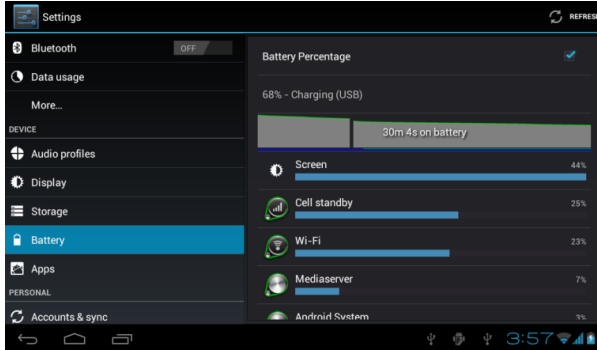 Settings
REFRES
Bluetooth
OFF
Data usage
More...
DEVICE
Audio profiles
Display
Storage
Battery
Apps
PERSONAL
Accounts & sync
Battery Percentage
68% - Charging (USB)
30m 4s on battery
Screen 44%
Cell standby 25%
Wi-Fi 23%
Mediaserver 7%
Android System 3%
3:57